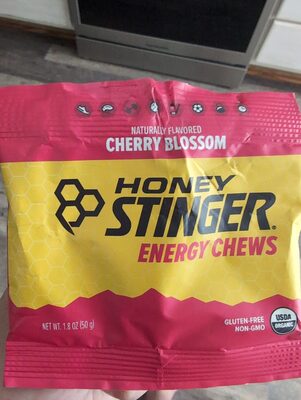 NATURALLY FLAVORED
CHERRY BLOSSOM
HONEY
STINGER
ENERGY CHEWS
NET WT. 1.8 OZ (50g)
GLUTEN-FREE
NON-GMO
USDA
ORGANIC